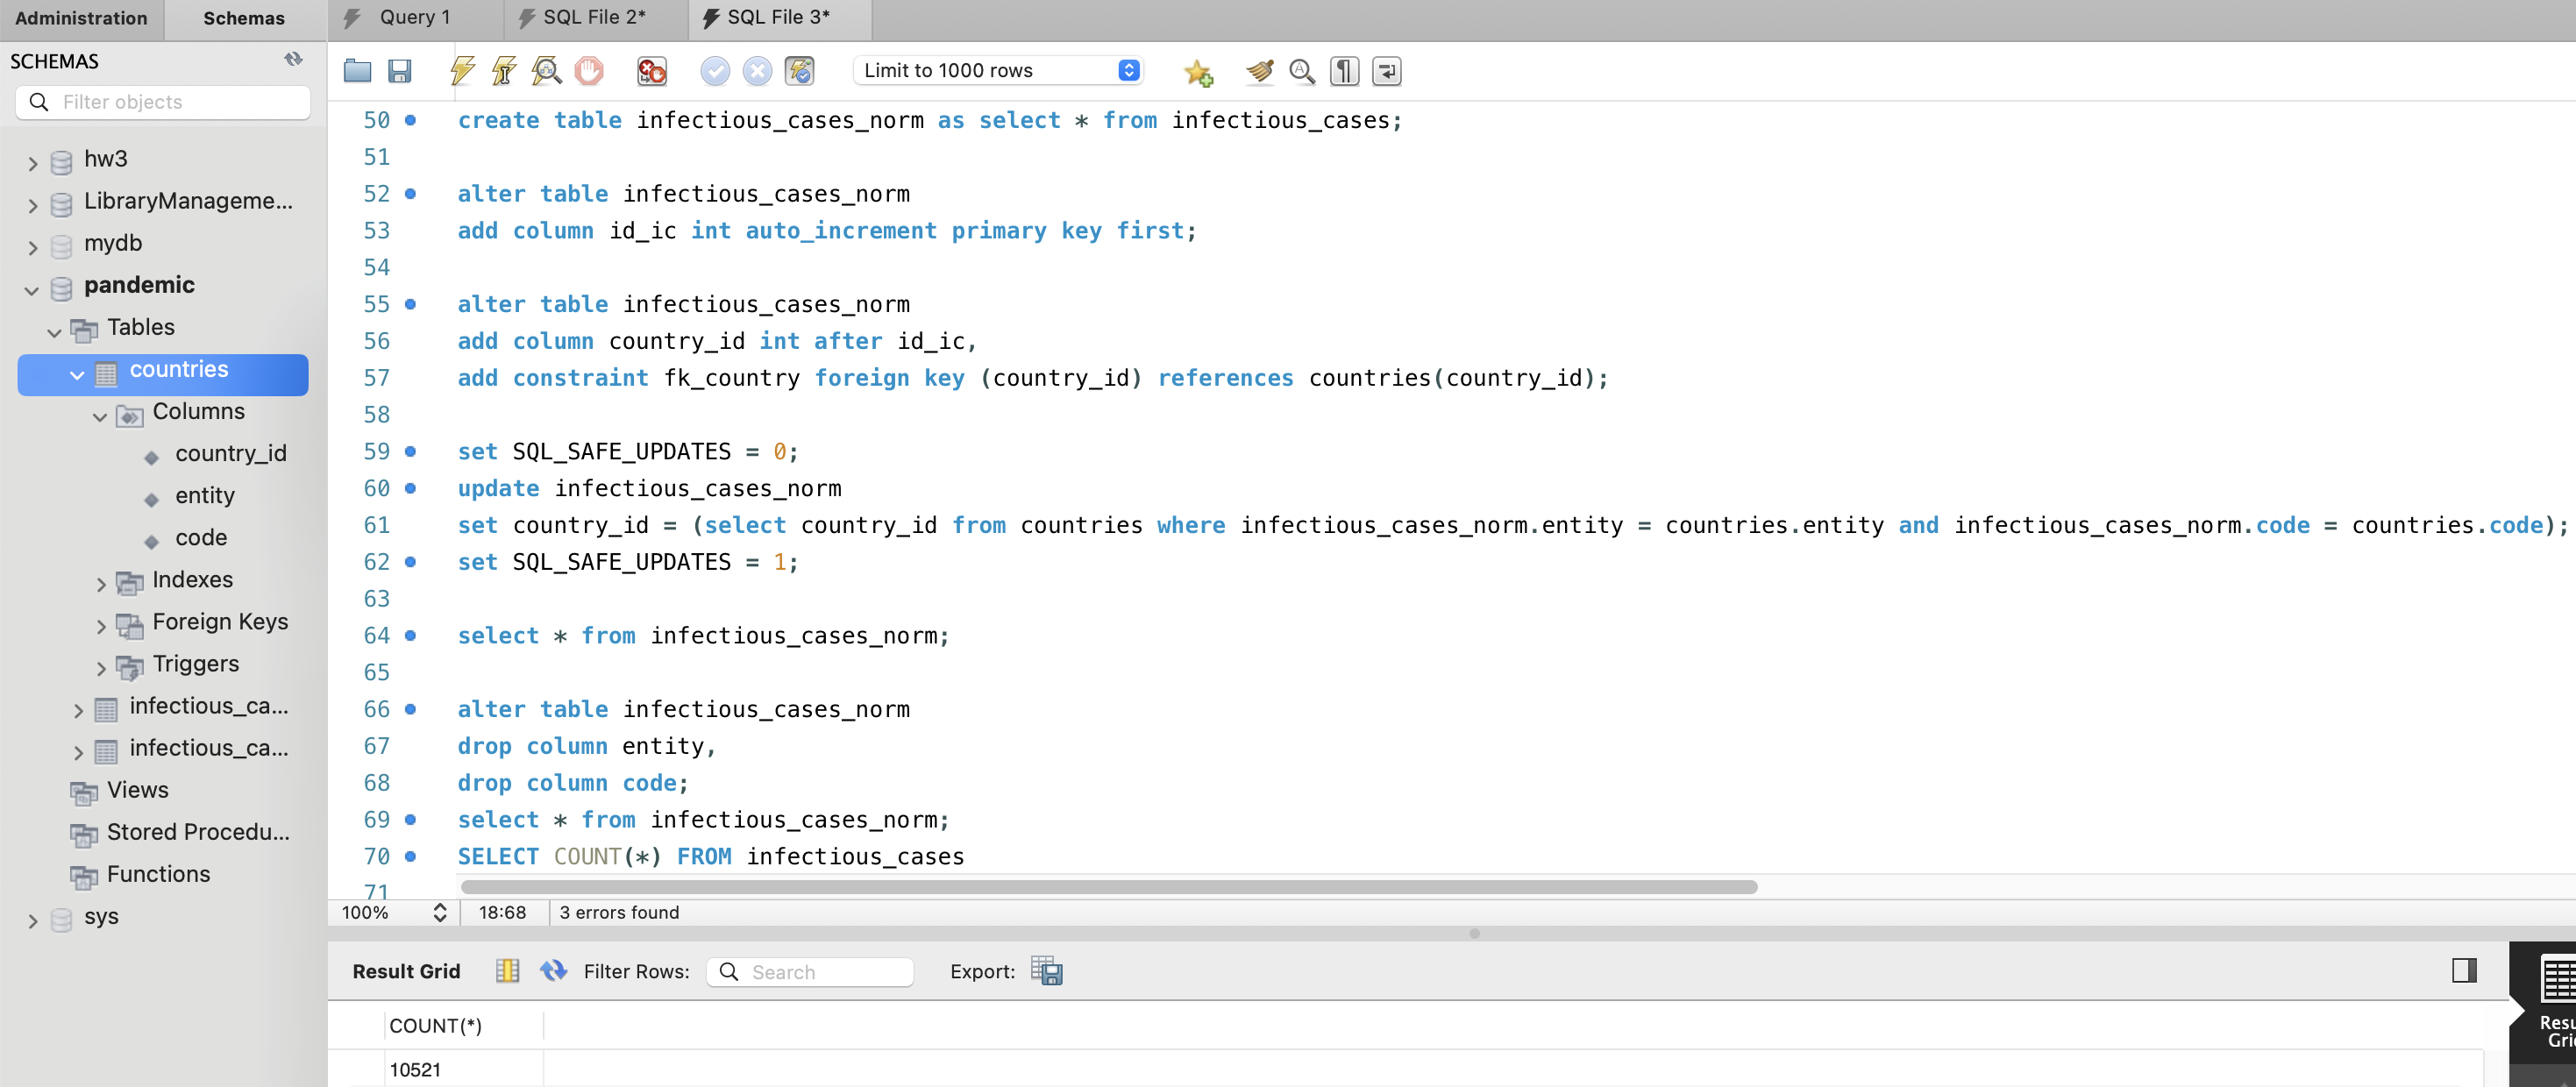 Administration Schemas
Query 1 SQL File 2* SQL File 3*
SCHEMAS
Filter objects
Limit to 1000 rows
hw3
LibraryManageme...
mydb
pandemic
Tables
countries
Columns
country_id
entity
code
Indexes
Foreign Keys
Triggers
infectious_ca...
infectious_ca...
Views
Stored Procedu...
Functions
sys
50 create table infectious_cases_norm as select * from infectious_cases;
51
52 alter table infectious_cases_norm
53 add column id_ic int auto_increment primary key first;
54
55 alter table infectious_cases_norm
56 add column country_id int after id_ic,
57 add constraint fk_country foreign key (country_id) references countries(country_id);
58
59 set SQL_SAFE_UPDATES = 0;
60 update infectious_cases_norm
61 set country_id = (select country_id from countries where infectious_cases_norm.entity = countries.entity and infectious_cases_norm.code = countries.code);
62 set SQL_SAFE_UPDATES = 1;
63
64 select * from infectious_cases_norm;
65
66 alter table infectious_cases_norm
67 drop column entity,
68 drop column code;
69 select * from infectious_cases_norm;
70 SELECT COUNT(*) FROM infectious_cases
71
100% 18:68 3 errors found
Result Grid Filter Rows: Search Export:
COUNT(*)
10521